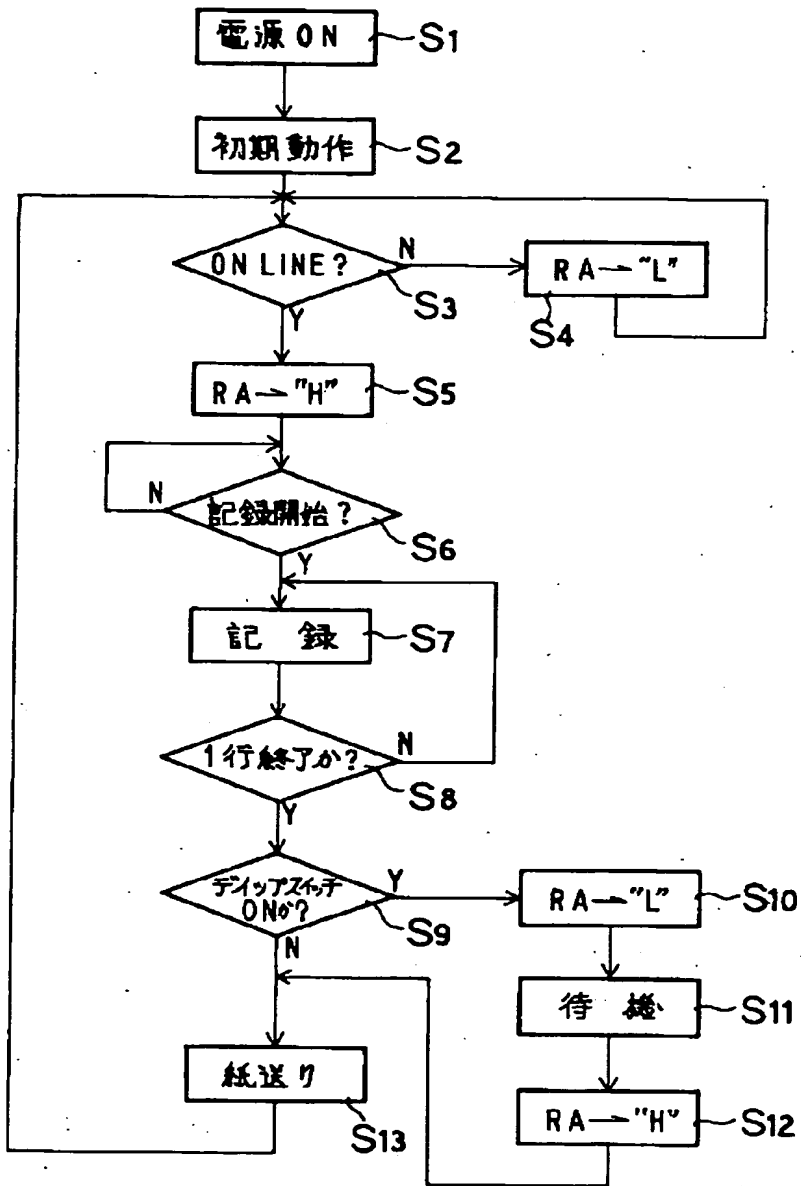 電源ON
S1
初期動作
S2
ON LINE?
N
S3
Y
RA→"L"
S4
RA→"H"
S5
N
記録開始?
S6
Y
記 録
S7
1行終了か?
N
S8
Y
デイップスイッチ
ONか?
Y
S9
N
RA→"L"
S10
待 機
S11
紙送り
S13
RA→"H"
S12